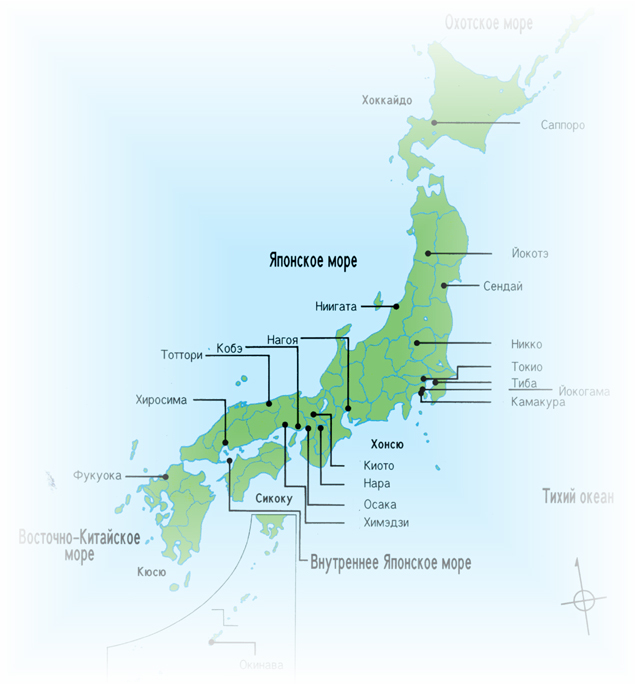 Охотское море
Хоккайдо
Саппоро
Японское море
Йокотэ
Сендай
Ниигата
Нагоя
Никко
Кобэ
Тоттори
Токио
Тиба
Йокогама
Хиросима
Камакура
Хонсю
Киото
Фукуока
Нара
Сикоку
Тихий океан
Осака
Химэдзи
Восточно-Китайское
море
Внутреннее Японское море
Кюсю
Окинава